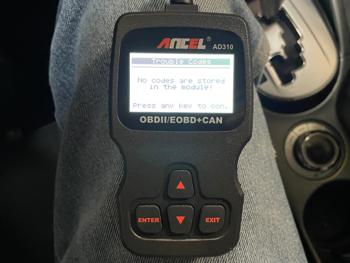 ANCEL®
AD310
Trouble Codes
No codes are stored
in the module!
Press any key to con.
OBDII/EOBD+CAN
ENTER
EXIT